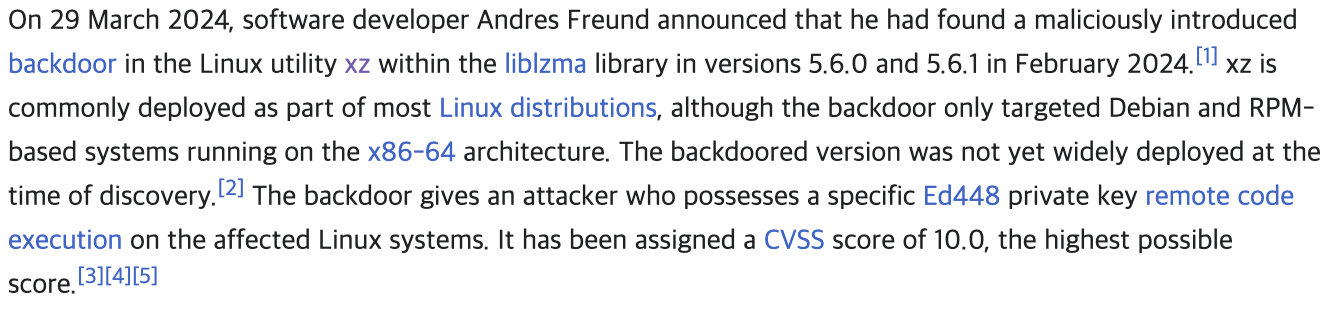 On 29 March 2024, software developer Andres Freund announced that he had found a maliciously introduced
backdoor in the Linux utility xz within the liblzma library in versions 5.6.0 and 5.6.1 in February 2024.[1] xz is
commonly deployed as part of most Linux distributions, although the backdoor only targeted Debian and RPM-
based systems running on the x86-64 architecture. The backdoored version was not yet widely deployed at the
time of discovery.[2] The backdoor gives an attacker who possesses a specific Ed448 private key remote code
execution on the affected Linux systems. It has been assigned a CVSS score of 10.0, the highest possible
score.[3][4][5]